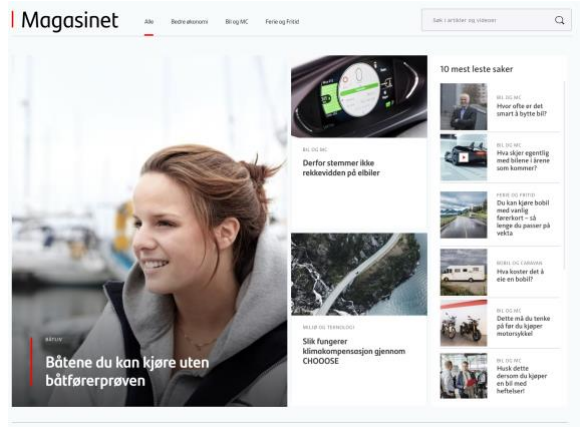 Magasinet
Alle
Bedre økonomi
Bil og MC
Ferie og Fritid
Søk i artikler og videoer
BÅTLIV
Båtene du kan kjøre uten
båtførerprøven
BIL OG MC
Derfor stemmer ikke
rekkevidden på elbiler
MILJØ OG TEKNOLOGI
Slik fungerer
klimakompensasjon gjennom
CHOOOSE
10 mest leste saker
BIL OG MC
Hvor ofte er det
smart å bytte bil?
BIL OG MC
Hva skjer egentlig
med bilene i årene
som kommer?
FERIE OG FRITID
Du kan kjøre bobil
med vanlig
førerkort – så
lenge du passer på
vekta
BOBIL OG CARAVAN
Hva koster det å
eie en bobil?
BIL OG MC
Dette må du tenke
på før du kjøper
motorsykkel
BIL OG MC
Husk dette
dersom du kjøper
en bil med
heftelser!